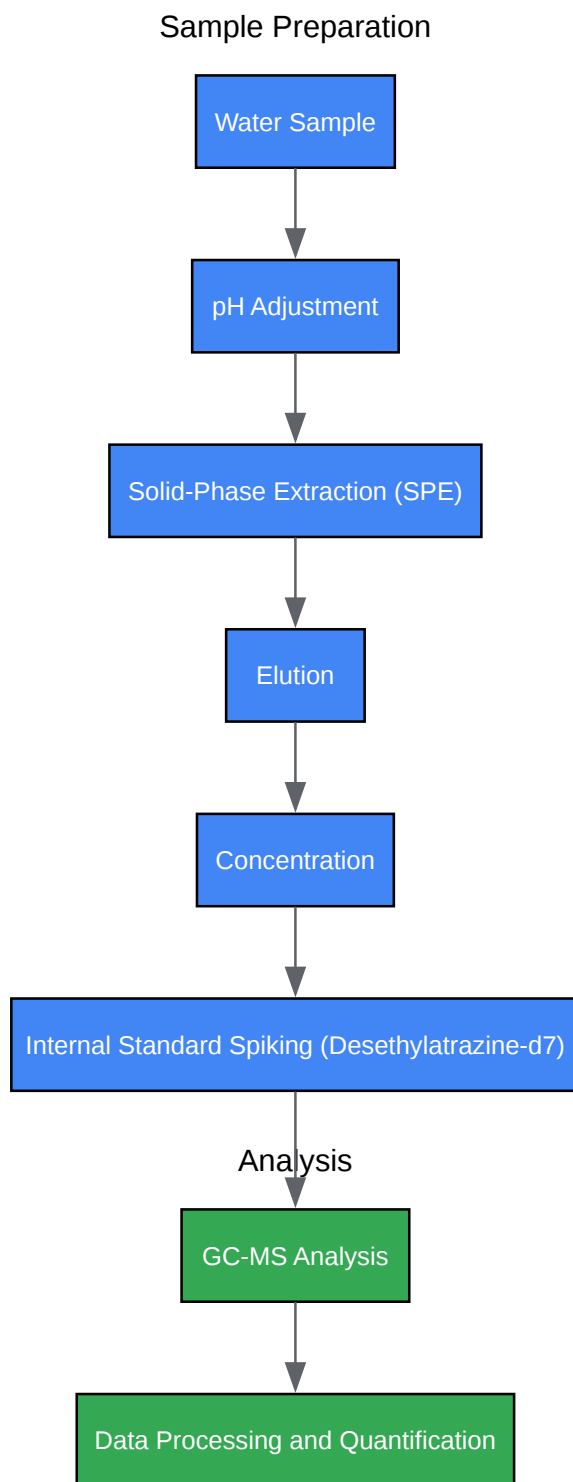 Sample Preparation
Water Sample
pH Adjustment
Solid-Phase Extraction (SPE)
Elution
Concentration
Internal Standard Spiking (Desethylatrazine-d7)
Analysis
GC-MS Analysis
Data Processing and Quantification